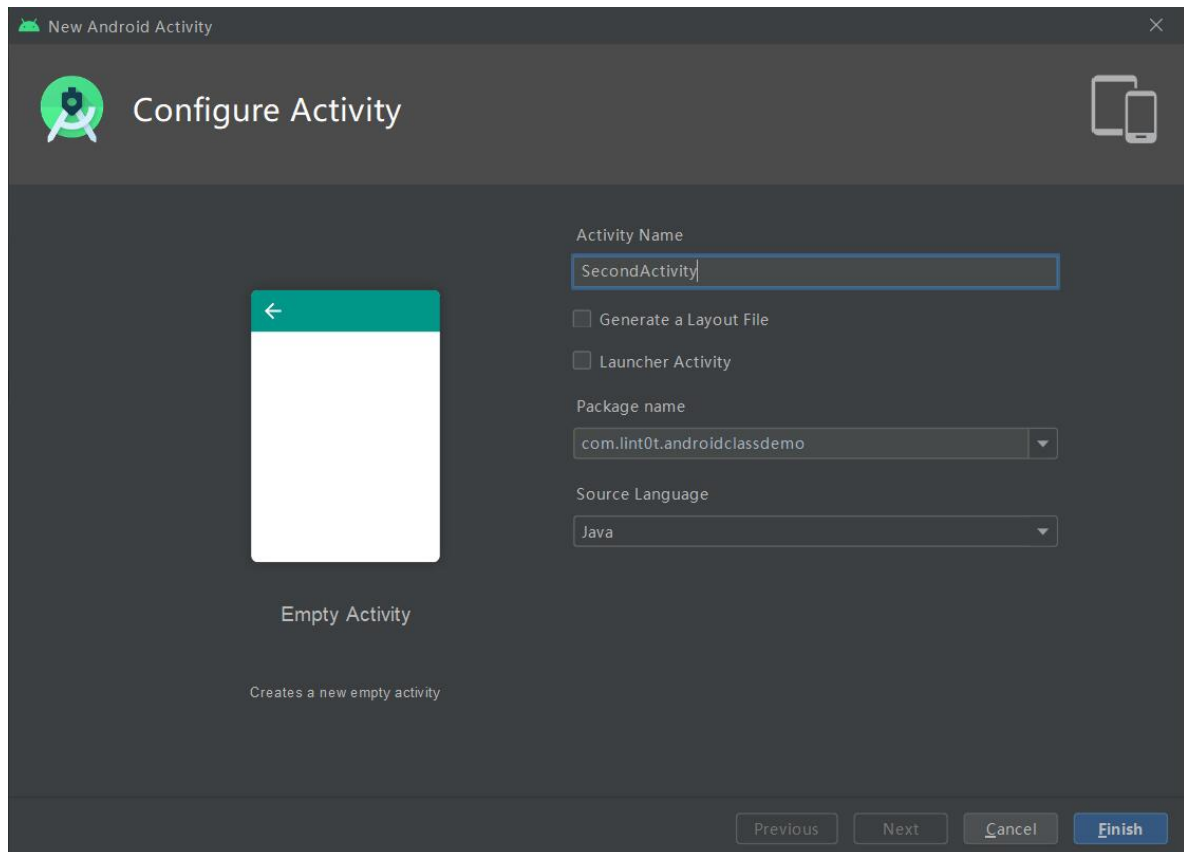 New Android Activity
Configure Activity
Activity Name
SecondActivity
Generate a Layout File
Launcher Activity
Package name
com.lint0t.androidclassdemo
Source Language
Java
Empty Activity
Creates a new empty activity
Previous
Next
Cancel
Finish